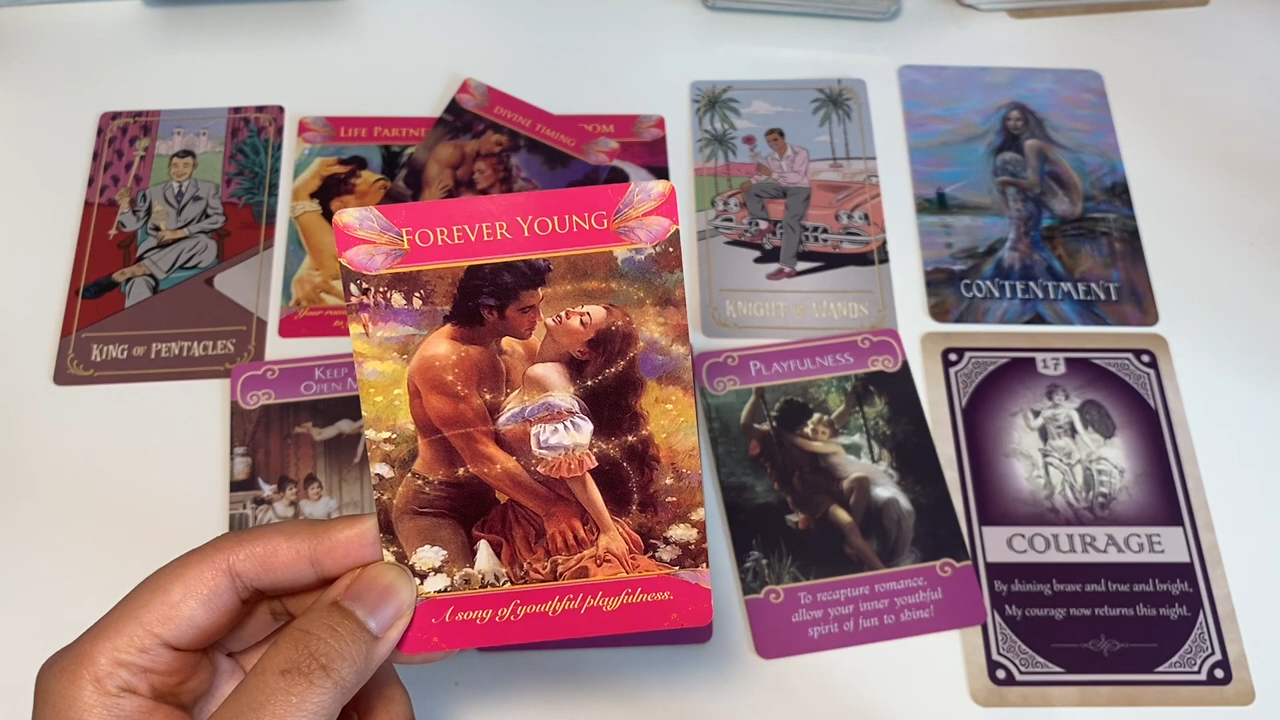 DIVINE TIMING
LIFE PARTNE
DOM
FOREVER YOUNG
KING OF PENTACLES
KNIGHT OF WANDS
CONTENTMENT
KEEP
OPEN M
A song of youthful playfulness.
PLAYFULNESS
To recapture romance,
allow your inner youthful
spirit of fun to shine!
17
COURAGE
By shining brave and true and bright,
My courage now returns this night.